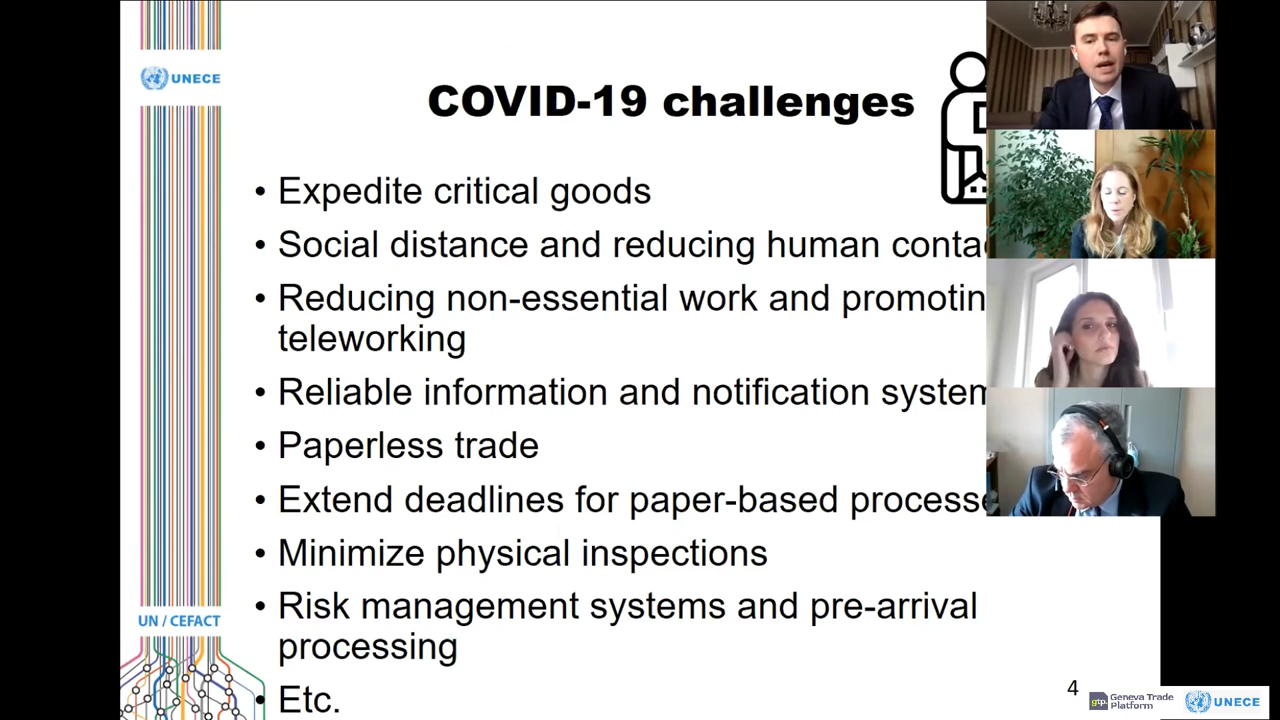 UNECE
COVID-19 challenges
• Expedite critical goods
• Social distance and reducing human conta
• Reducing non-essential work and promotin
teleworking
• Reliable information and notification system
• Paperless trade
• Extend deadlines for paper-based processe
• Minimize physical inspections
• Risk management systems and pre-arrival
processing
• Etc.
UN / CEFACT
4
gtp Geneva Trade
Platform
UNECE